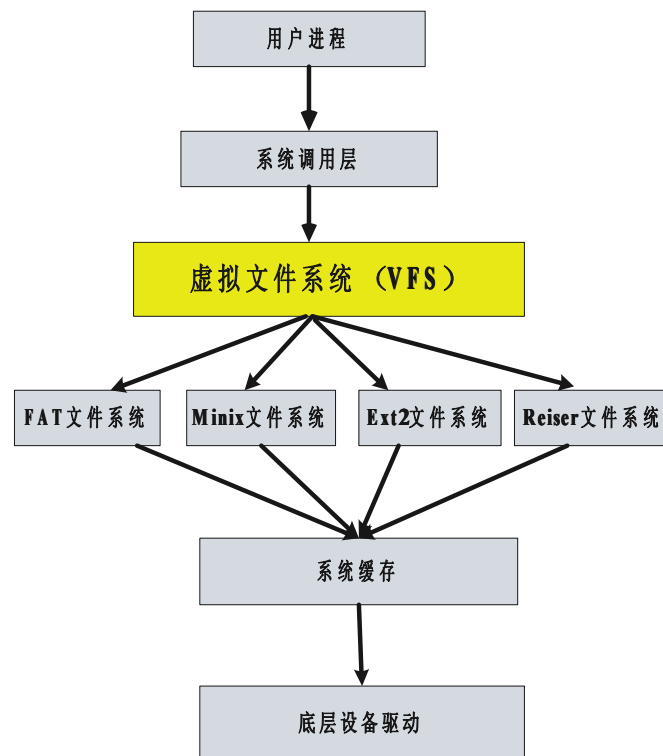 用户进程
系统调用层
虚拟文件系统（VFS）
FAT文件系统
Minix文件系统
Ext2文件系统
Reiser文件系统
系统缓存
底层设备驱动